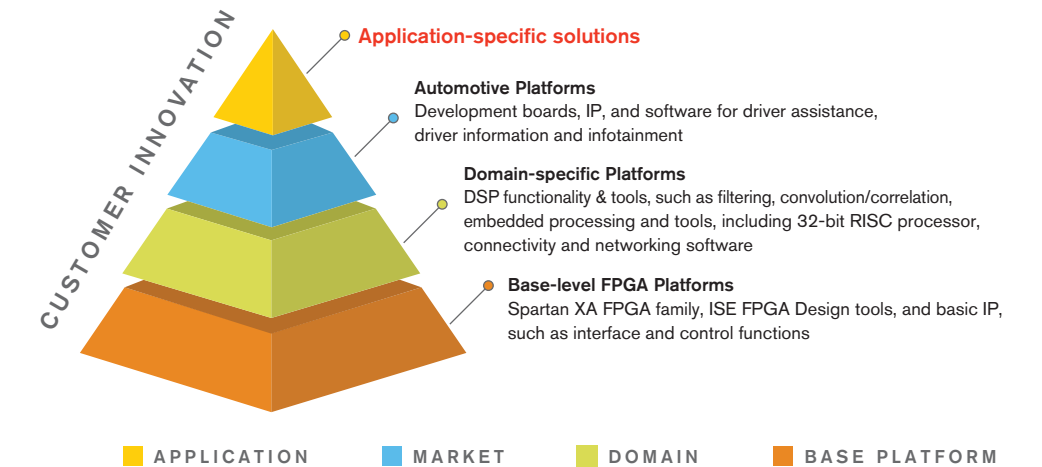 CUSTOMER INNOVATION
Application-specific solutions
Automotive Platforms
Development boards, IP, and software for driver assistance,
driver information and infotainment
Domain-specific Platforms
DSP functionality & tools, such as filtering, convolution/correlation,
embedded processing and tools, including 32-bit RISC processor,
connectivity and networking software
Base-level FPGA Platforms
Spartan XA FPGA family, ISE FPGA Design tools, and basic IP,
such as interface and control functions
APPLICATION MARKET DOMAIN BASE PLATFORM